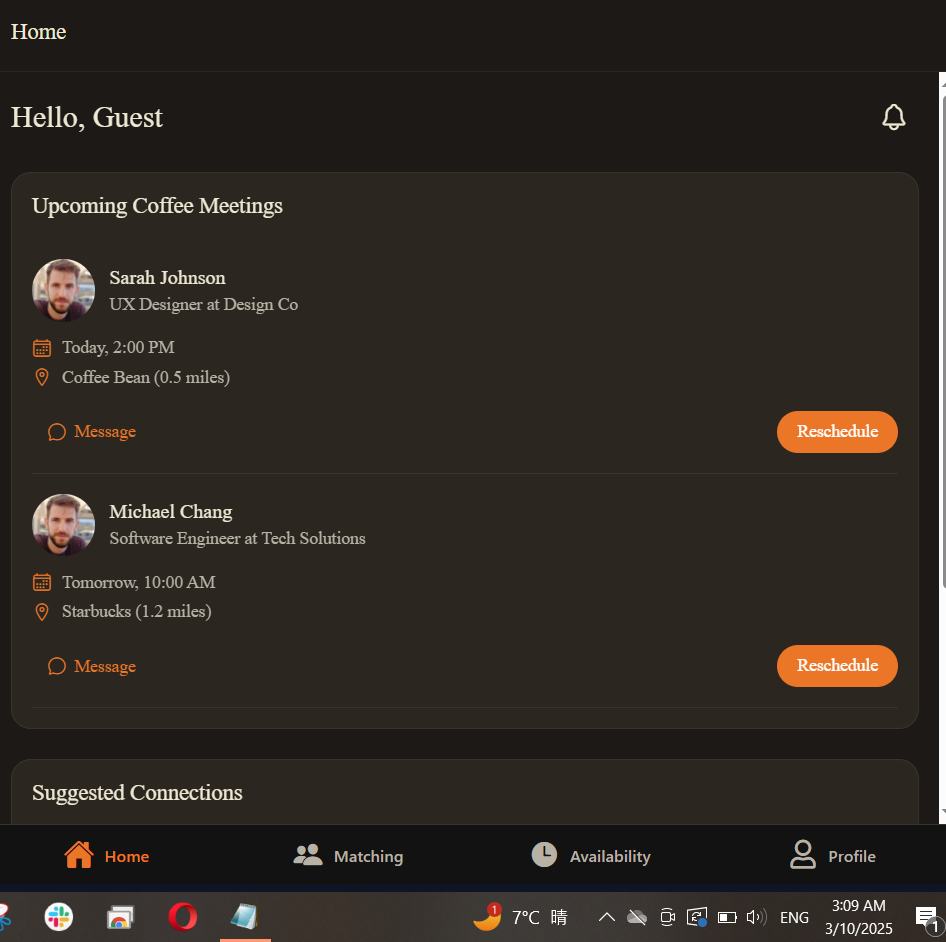 Home
Hello, Guest
Upcoming Coffee Meetings
Sarah Johnson
UX Designer at Design Co
Today, 2:00 PM
Coffee Bean (0.5 miles)
Message
Reschedule
Michael Chang
Software Engineer at Tech Solutions
Tomorrow, 10:00 AM
Starbucks (1.2 miles)
Message
Reschedule
Suggested Connections
Home
Matching
Availability
Profile
1
7°C 晴
ENG
3:09 AM
3/10/2025
1